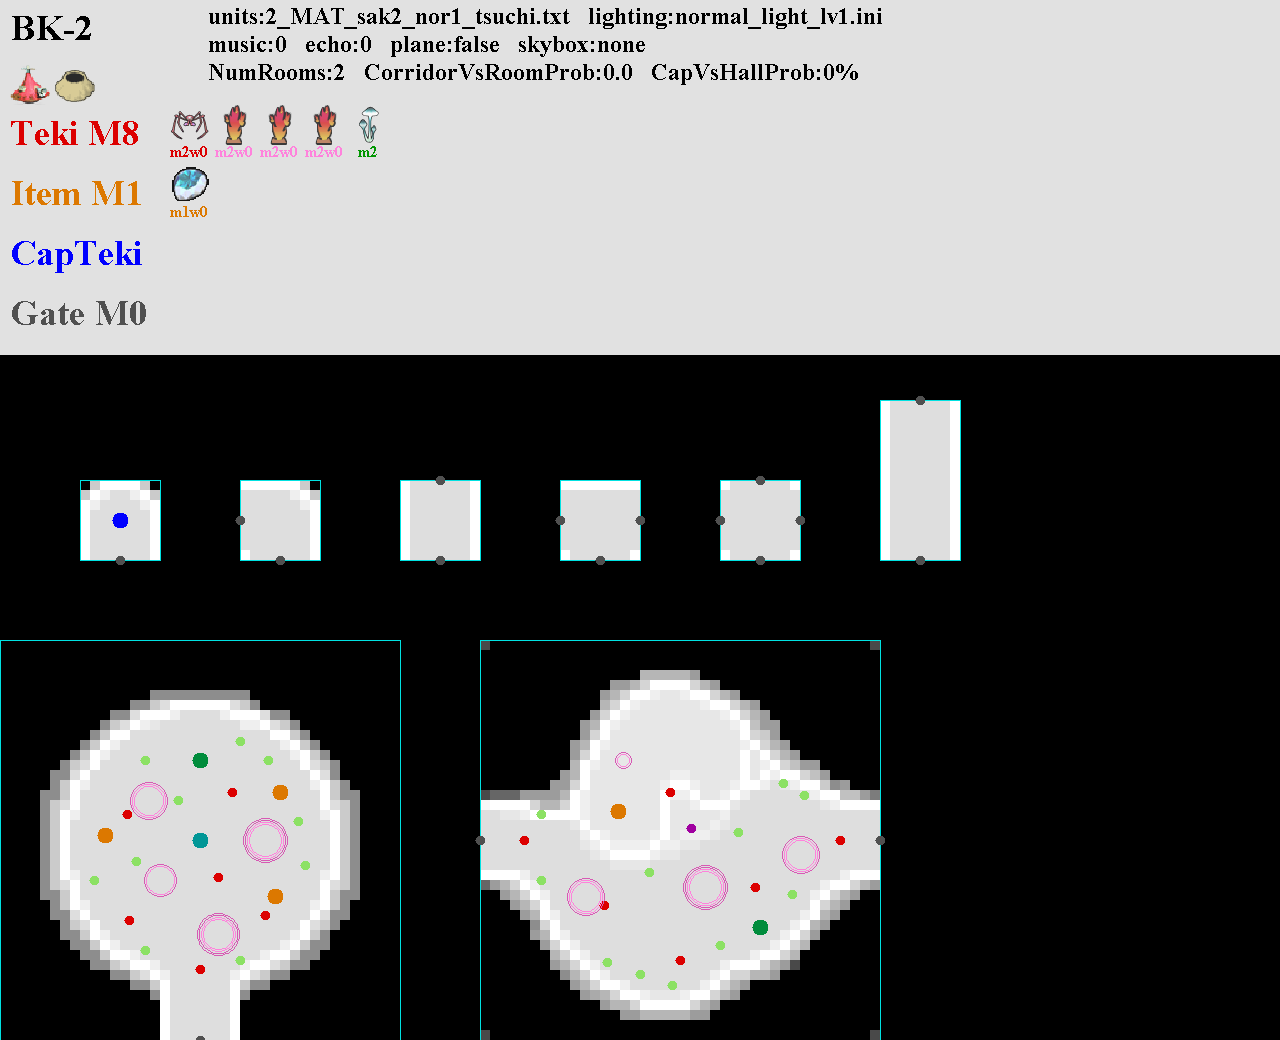 BK-2
units:2_MAT_sak2_nor1_tsuchi.txt lighting:normal_light_lv1.ini
music:0 echo:0 plane:false skybox:none
NumRooms:2 CorridorVsRoomProb:0.0 CapVsHallProb:0%
Teki M8
m2w0 m2w0 m2w0 m2w0 m2
Item M1
m1w0
CapTeki
Gate M0